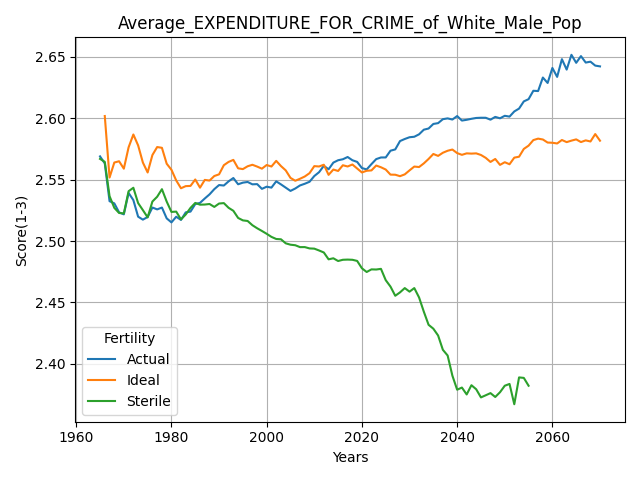 Average_EXPENDITURE_FOR_CRIME_of_White_Male_Pop
Score(1-3)
2.65
2.60
2.55
2.50
2.45
2.40
Fertility
Actual
Ideal
Sterile
1960 1980 2000 2020 2040 2060
Years